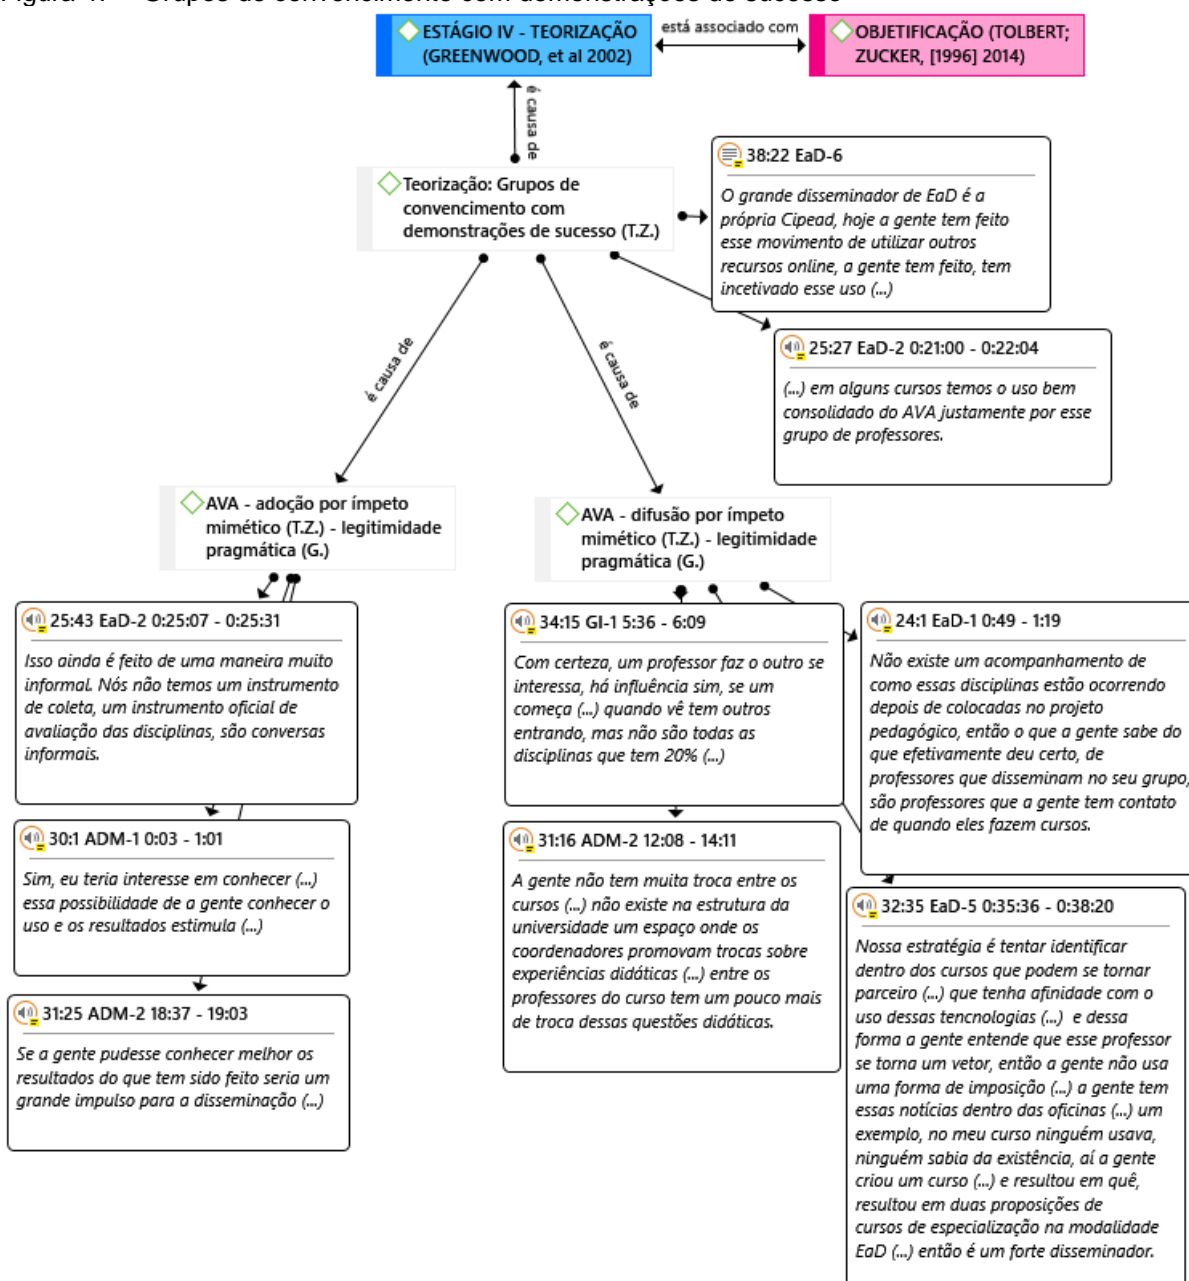 Grupos de convencimento com demonstrações de sucesso
ESTÁGIO IV - TEORIZAÇÃO
(GREENWOOD, et al 2002)
está associado com
OBJETIFICAÇÃO (TOLBERT;
ZUCKER, [1996] 2014)
é causa de
Teorização: Grupos de
convencimento com
demonstrações de sucesso (T.Z.)
38:22 EaD-6
O grande disseminador de EaD é a
própria Cipead, hoje a gente tem feito
esse movimento de utilizar outros
recursos online, a gente tem feito, tem
incetivado esse uso (...)
25:27 EaD-2 0:21:00 - 0:22:04
(...) em alguns cursos temos o uso bem
consolidado do AVA justamente por esse
grupo de professores.
é causa de
é causa de
AVA - adoção por ímpeto
mimético (T.Z.) - legitimidade
pragmática (G.)
AVA - difusão por ímpeto
mimético (T.Z.) - legitimidade
pragmática (G.)
25:43 EaD-2 0:25:07 - 0:25:31
Isso ainda é feito de uma maneira muito
informal. Nós não temos um instrumento
de coleta, um instrumento oficial de
avaliação das disciplinas, são conversas
informais.
30:1 ADM-1 0:03 - 1:01
Sim, eu teria interesse em conhecer (...)
essa possibilidade de a gente conhecer o
uso e os resultados estimula (...)
31:25 ADM-2 18:37 - 19:03
Se a gente pudesse conhecer melhor os
resultados do que tem sido feito seria um
grande impulso para a disseminação (...)
34:15 GI-1 5:36 - 6:09
Com certeza, um professor faz o outro se
interessa, há influência sim, se um
começa (...) quando vê tem outros
entrando, mas não são todas as
disciplinas que tem 20% (...)
31:16 ADM-2 12:08 - 14:11
A gente não tem muita troca entre os
cursos (...) não existe na estrutura da
universidade um espaço onde os
coordenadores promovam trocas sobre
experiências didáticas (...) entre os
professores do curso tem um pouco mais
de troca dessas questões didáticas.
24:1 EaD-1 0:49 - 1:19
Não existe um acompanhamento de
como essas disciplinas estão ocorrendo
depois de colocadas no projeto
pedagógico, então o que a gente sabe do
que efetivamente deu certo, de
professores que disseminam no seu grupo,
são professores que a gente tem contato
de quando eles fazem cursos.
32:35 EaD-5 0:35:36 - 0:38:20
Nossa estratégia é tentar identificar
dentro dos cursos que podem se tornar
parceiro (...) que tenha afinidade com o
uso dessas tencnologias (...) e dessa
forma a gente entende que esse professor
se torna um vetor, então a gente não usa
uma forma de imposição (...) a gente tem
essas notícias dentro das oficinas (...) um
exemplo, no meu curso ninguém usava,
ninguém sabia da existência, aí a gente
criou um curso (...) e resultou em quê,
resultou em duas proposições de
cursos de especialização na modalidade
EaD (...) então é um forte disseminador.